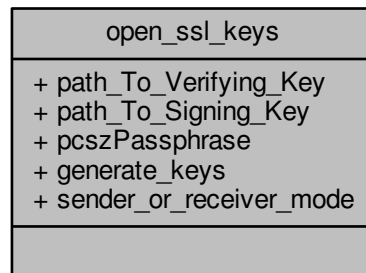 open_ssl_keys
+ path_To_Verifying_Key
+ path_To_Signing_Key
+ pcszPassphrase
+ generate_keys
+ sender_or_receiver_mode